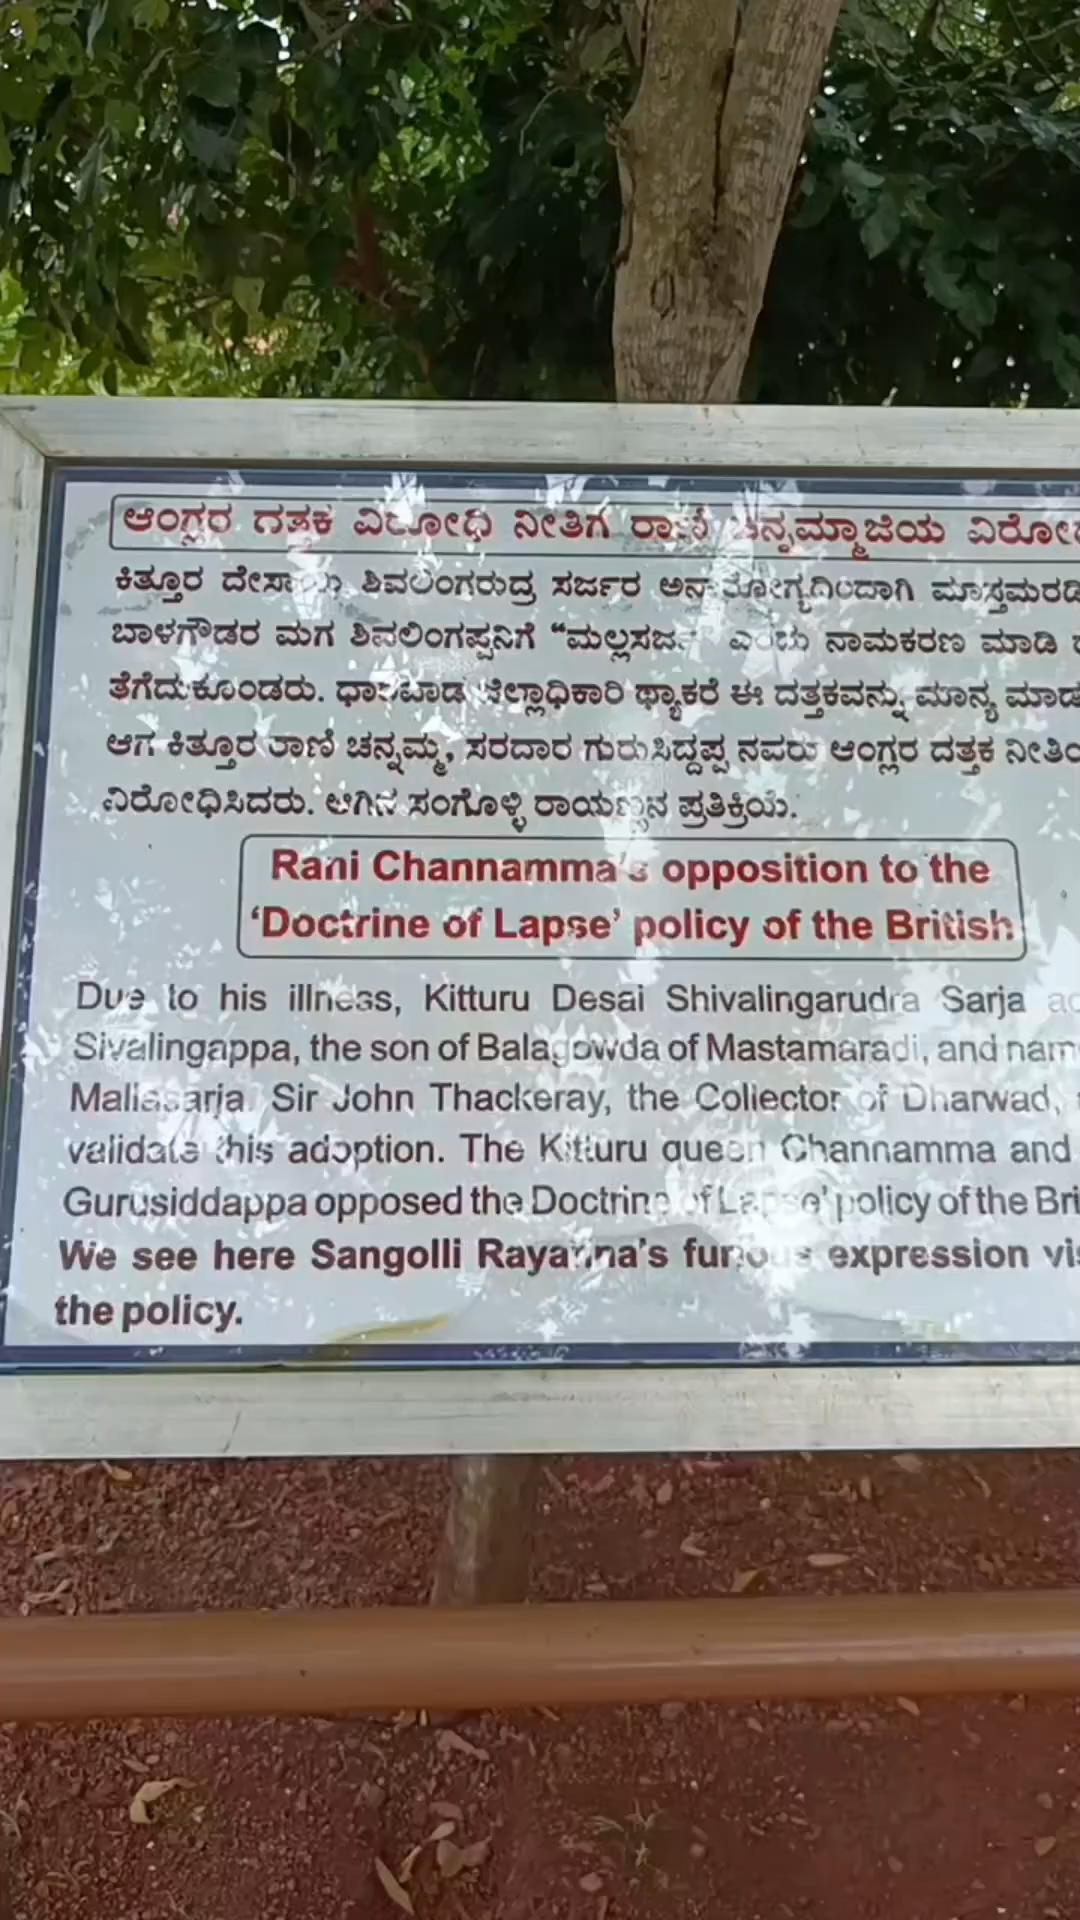 ಆಂಗ್ಲರ ದತ್ತಕ ವಿರೋಧಿ ನೀತಿಗೆ ರಾಣಿ ಚನ್ನಮ್ಮಾಜಿಯ
ಕಿತ್ತೂರ ದೇಸಾಯಿ ಶಿವಲಿಂಗರುದ್ರ ಸರ್ಜರ ಅನಾರೋಗ್ಯದಿಂದಾಗಿ
ಬಾಳಗೌಡರ ಮಗ ಶಿವಲಿಂಗಪ್ಪನಿಗೆ “ಮಲ್ಲಸರ್ಜ” ಎಂದು ನಾಮಕರಣ ಮಾಡಿ
ತೆಗೆದುಕೊಂಡರು. ಧಾರವಾಡ ಜಿಲ್ಲಾಧಿಕಾರಿ ಥ್ಯಾಕರೆ ಈ ದತ್ತಕವನ್ನು ಮಾನ್ಯ
ಆಗ ಕಿತ್ತೂರ ರಾಣಿ ಚನ್ನಮ್ಮ, ಸರದಾರ ಗುರುಸಿದ್ದಪ್ಪ ನವರು ಆಂಗ್ಲರ ದತ್ತಕ
ವಿರೋಧಿಸಿದರು. ಆಗಿನ ಸಂಗೊಳ್ಳಿ ರಾಯಣ್ಣನ ಪ್ರತಿಕ್ರಿಯೆ.
Rani Channamma's opposition to the
‘Doctrine of Lapse’ policy of the British
Due to his illness, Kitturu Desai Shivalingarudra Sarja
Sivalingappa, the son of Balagowda of Mastamaradi, and
Mallasarja. Sir John Thackeray, the Collector of Dharwad,
validate this adoption. The Kitturu queen Channamma and
Gurusiddappa opposed the Doctrine of Lapse' policy of the
We see here Sangolli Rayanna's furious expression
the policy.